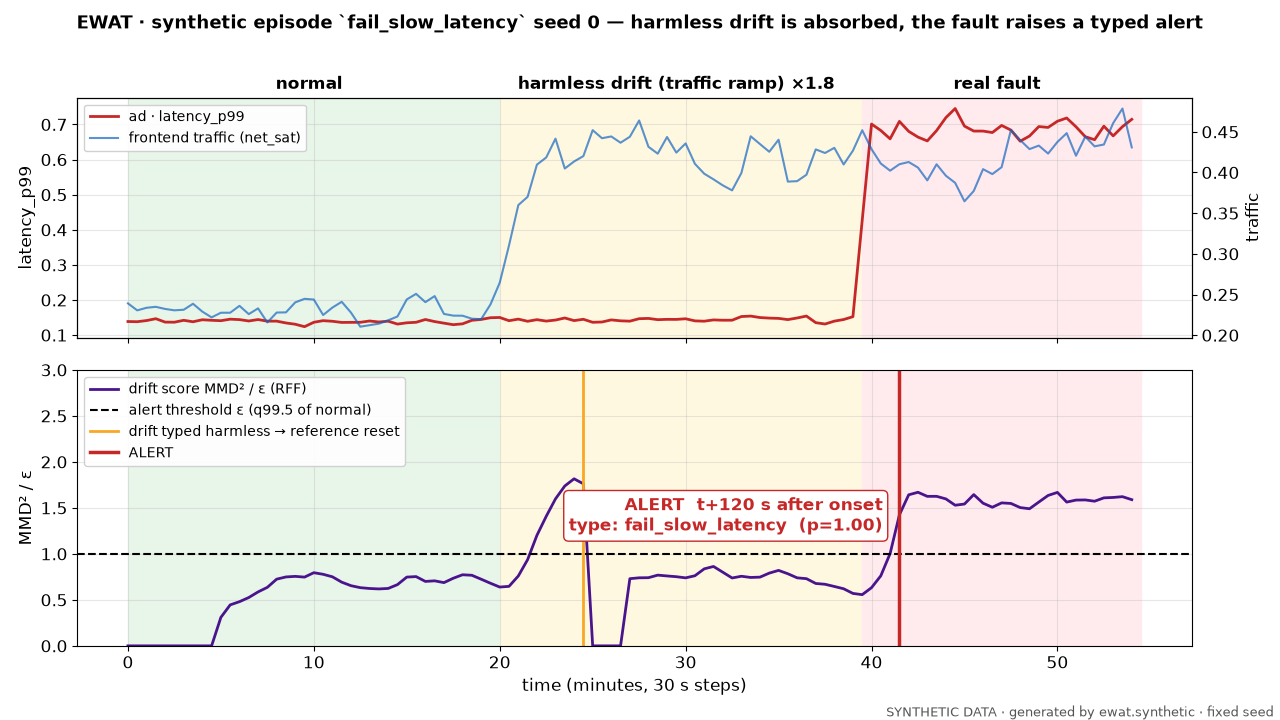 EWAT · synthetic episode `fail_slow_latency` seed 0 — harmless drift is absorbed, the fault raises a typed alert
normal
harmless drift (traffic ramp) ×1.8
real fault
ad · latency_p99
frontend traffic (net_sat)
latency_p99
0.7
0.6
0.5
0.4
0.3
0.2
0.1
0.45
0.40
0.35
0.30
0.25
0.20
traffic
drift score MMD² / ε (RFF)
alert threshold ε (q99.5 of normal)
drift typed harmless → reference reset
ALERT
MMD² / ε
3.0
2.5
2.0
1.5
1.0
0.5
0.0
ALERT t+120 s after onset
type: fail_slow_latency (p=1.00)
0
10
20
30
40
50
time (minutes, 30 s steps)
SYNTHETIC DATA · generated by ewat.synthetic · fixed seed